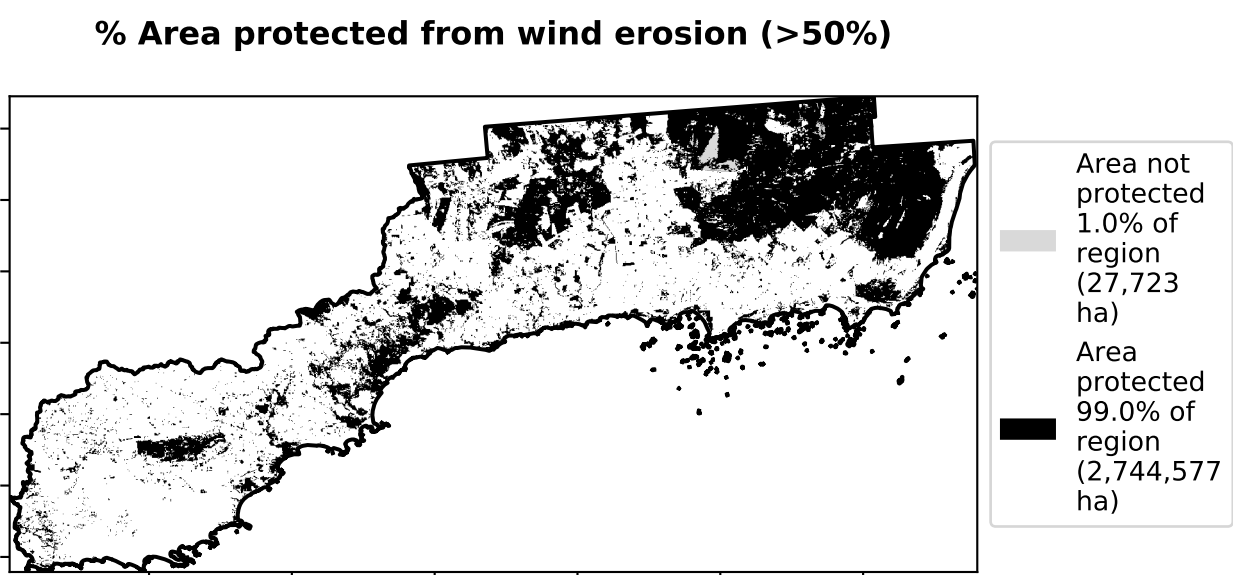 % Area protected from wind erosion (>50%)
Area not
protected
1.0% of
region
(27,723
ha)
Area
protected
99.0% of
region
(2,744,577
ha)